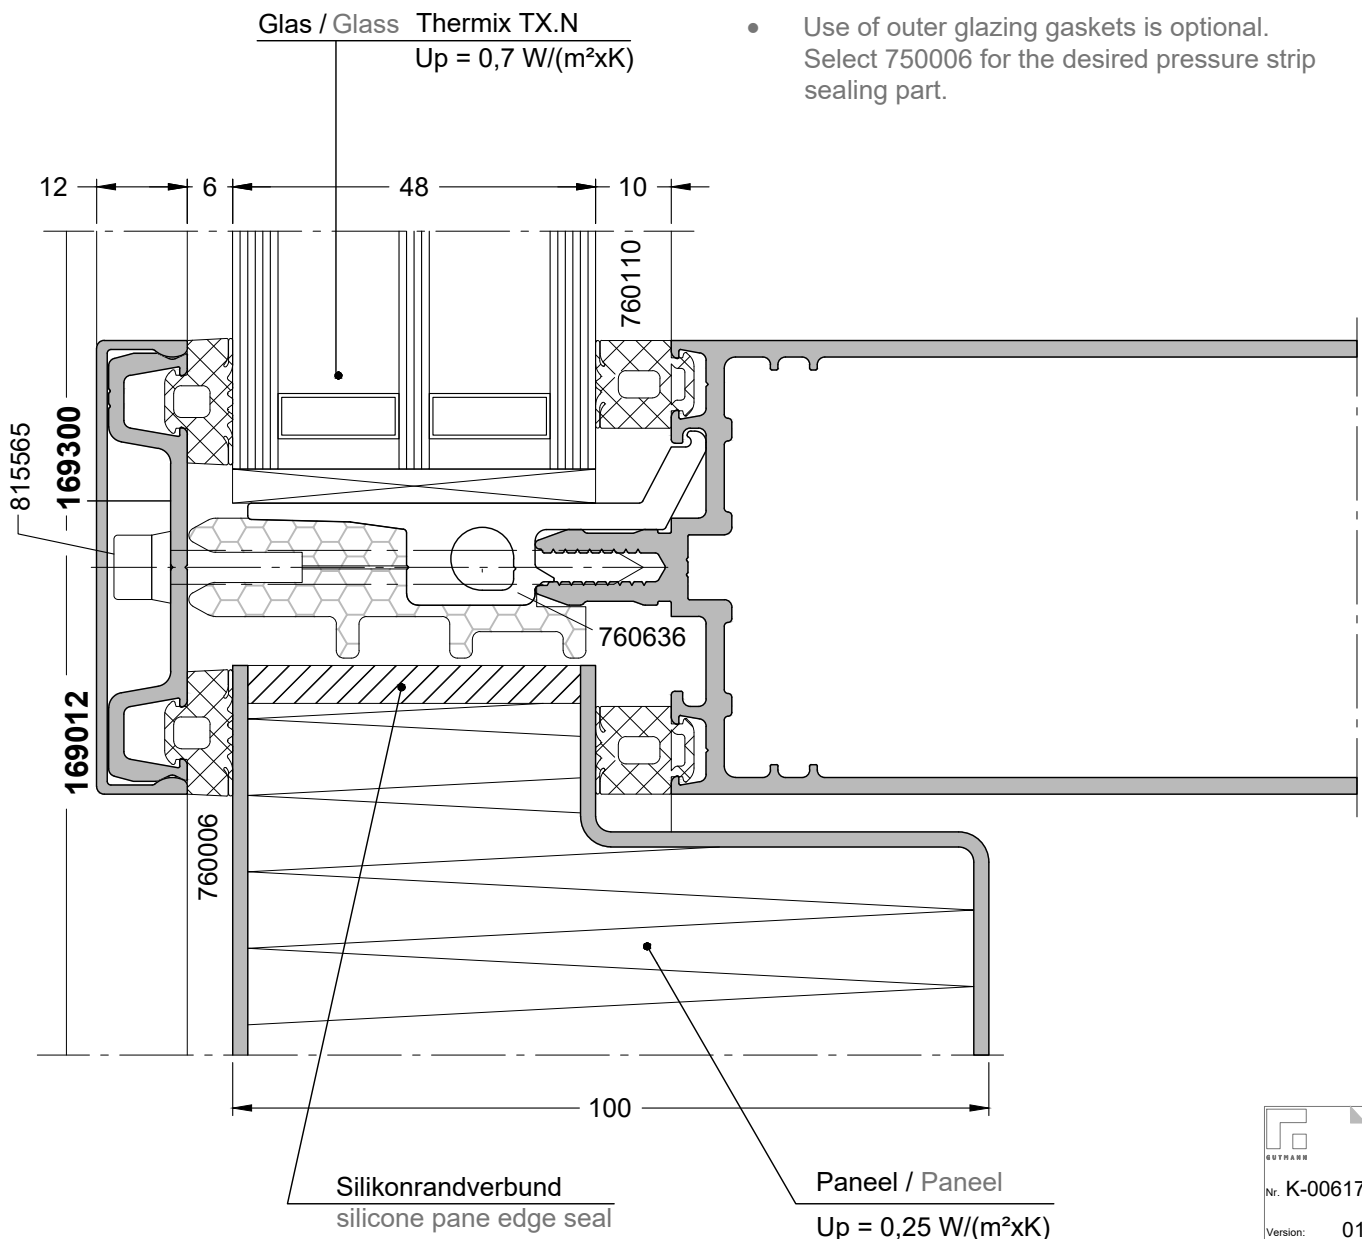 Glas / Glass Thermix TX.N
Up = 0,7 W/(m²xK)
• Use of outer glazing gaskets is optional.
Select 750006 for the desired pressure strip
sealing part.
12 6 48 10
760110
815565
169300
760636
169012
760006
100
Silikonrandverbund
silicone pane edge seal
Paneel / Paneel
Up = 0,25 W/(m²xK)
GUTMANN
Nr. K-00617
Version: 01